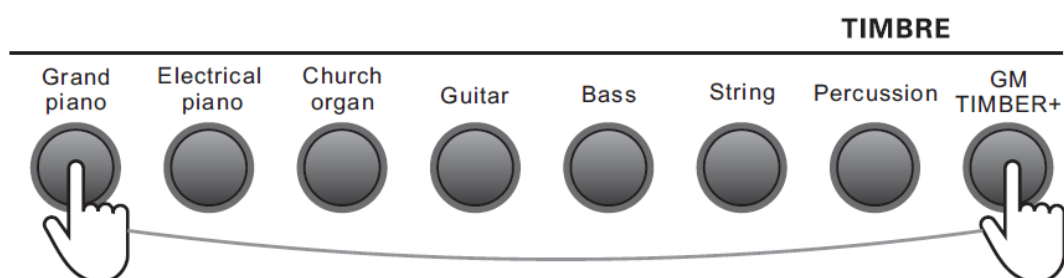 TIMBRE
Grand
piano
Electrical
piano
Church
organ
Guitar
Bass
String
Percussion
GM
TIMBER+